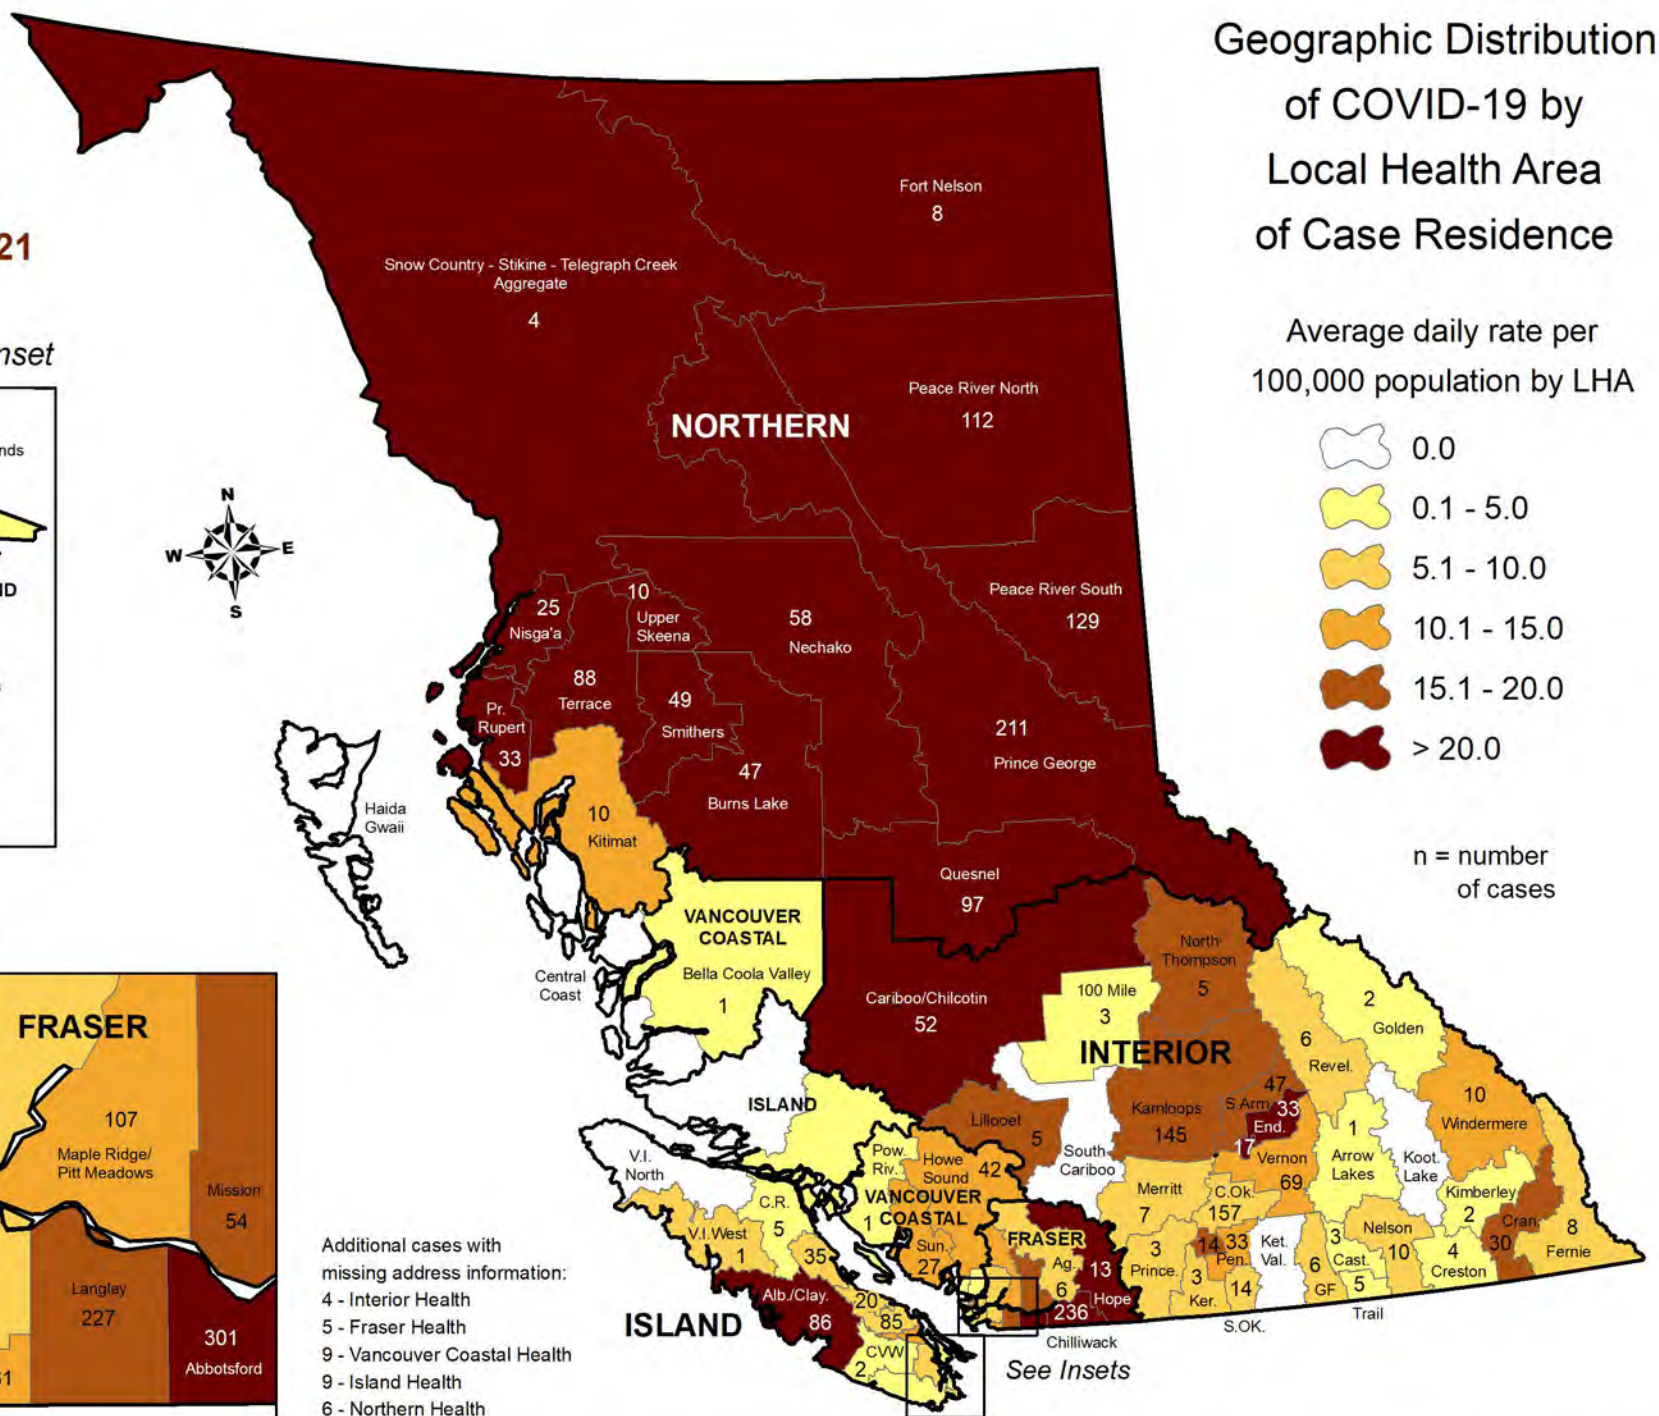 Geographic Distribution
of COVID-19 by
Local Health Area
of Case Residence
Average daily rate per
100,000 population by LHA
0.0
0.1 - 5.0
5.1 - 10.0
10.1 - 15.0
15.1 - 20.0
> 20.0
n = number
of cases
21
nset
nds
ND
N
W E
S
Fort Nelson
8
Snow Country - Stikine - Telegraph Creek
Aggregate
4
Peace River North
112
NORTHERN
Peace River South
129
25
Nisga'a
10
Upper
Skeena
58
Nechako
88
Terrace
49
Smithers
Pr.
Rupert
33
211
Prince George
47
Burns Lake
10
Kitimat
Haida
Gwaii
Quesnel
97
VANCOUVER
COASTAL
Bella Coola Valley
1
Central
Coast
Cariboo/Chilcotin
52
North
Thompson
5
100 Mile
3
INTERIOR
2
Golden
6
Revel.
10
Windermere
ISLAND
Lillooet
5
Kamloops
145
47
S.Arm
33
End.
17
South
Cariboo
Vernon
69
1
Arrow
Lakes
Koot.
Lake
V.I.
North
Pow.
Riv.
Howe
Sound
42
VANCOUVER
COASTAL
1
C.R.
5
Merritt
7
C.Ok.
157
Kimberley
2
Cran.
30
8
Fernie
V.I.West
1
35
Sun.
27
FRASER
Ag.
6
13
Hope
3
Prince.
14
33
Pen.
Ket.
Val.
3
Cast.
Nelson
10
4
Creston
3
Ker.
14
S.OK.
6
GF
5
Trail
Alb./Clay.
86
20
85
236
Chilliwack
ISLAND
CVW
2
See Insets
FRASER
107
Maple Ridge/
Pitt Meadows
Mission
54
Langley
227
301
Abbotsford
Additional cases with
missing address information:
4 - Interior Health
5 - Fraser Health
9 - Vancouver Coastal Health
9 - Island Health
6 - Northern Health